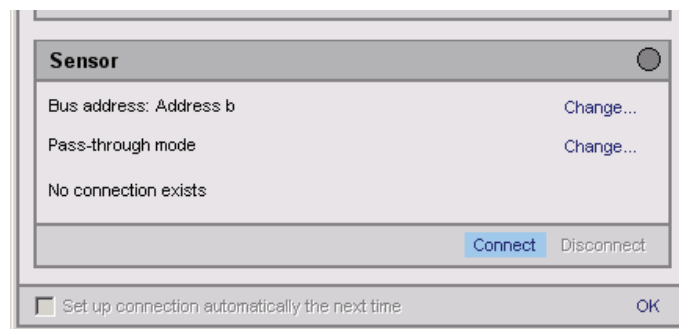 Sensor
Bus address: Address b
Change...
Pass-through mode
Change...
No connection exists
Connect
Disconnect
Set up connection automatically the next time
OK